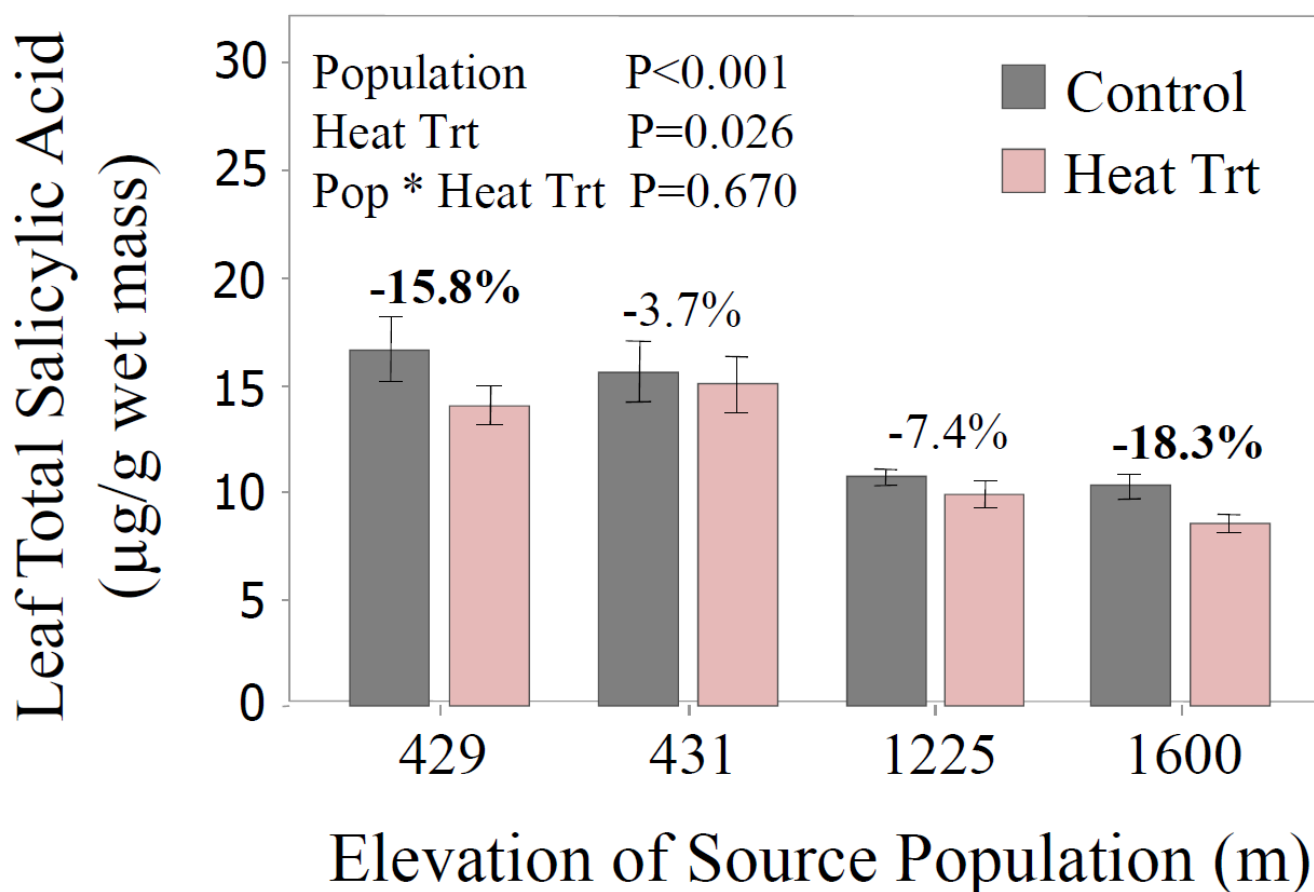 Leaf Total Salicylic Acid
(µg/g wet mass)
30
25
20
15
10
5
0
Population P<0.001
Heat Trt P=0.026
Pop * Heat Trt P=0.670
Control
Heat Trt
-15.8%
-3.7%
-7.4%
-18.3%
429 431 1225 1600
Elevation of Source Population (m)